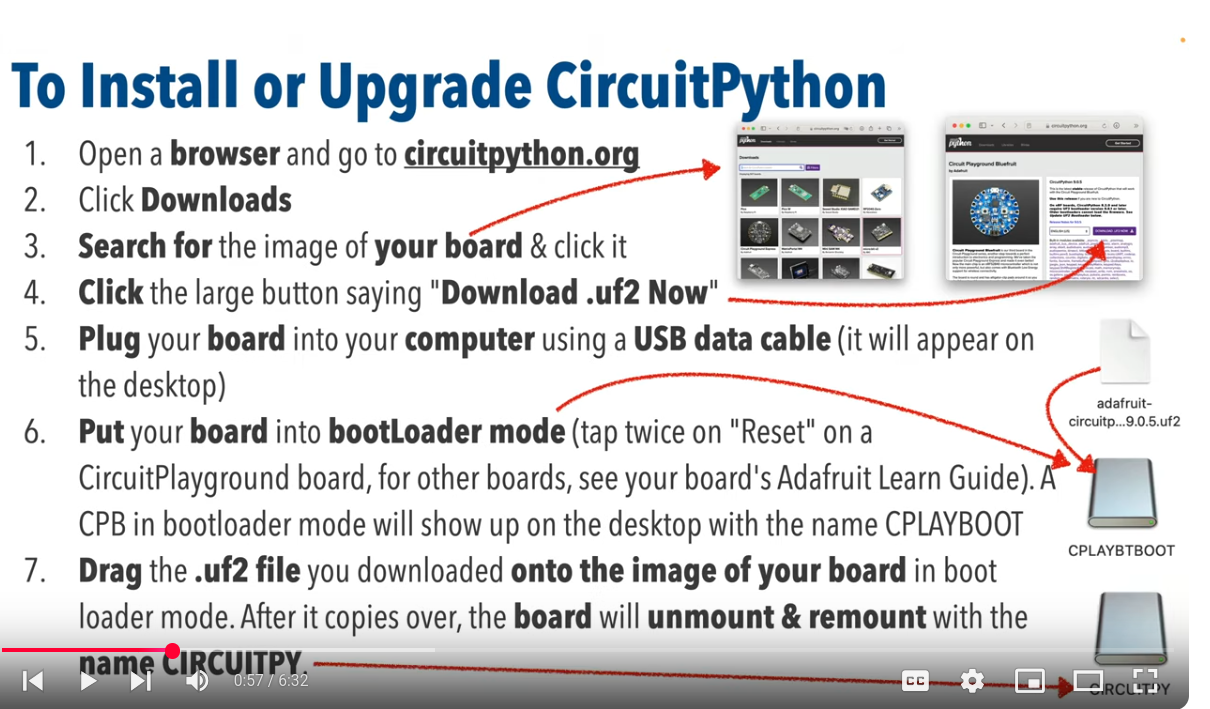 To Install or Upgrade CircuitPython
1. Open a browser and go to circuitpython.org
2. Click Downloads
3. Search for the image of your board & click it
4. Click the large button saying "Download .uf2 Now"
5. Plug your board into your computer using a USB data cable (it will appear on
the desktop)
6. Put your board into bootLoader mode (tap twice on "Reset" on a
CircuitPlayground board, for other boards, see your board's Adafruit Learn Guide). A
CPB in bootloader mode will show up on the desktop with the name CPLAYBOOT
7. Drag the .uf2 file you downloaded onto the image of your board in boot
loader mode. After it copies over, the board will unmount & remount with the
name CIRCUITPY.
circuitpython.org
Downloads
circuitpython.org
Circuit Playground Bluefruit
by Adafruit
CircuitPython 9.0.5
adafruit-
circuitp...9.0.5.uf2
CPLAYBTBOOT
CIRCUITPY
0:57 / 6:32
CC